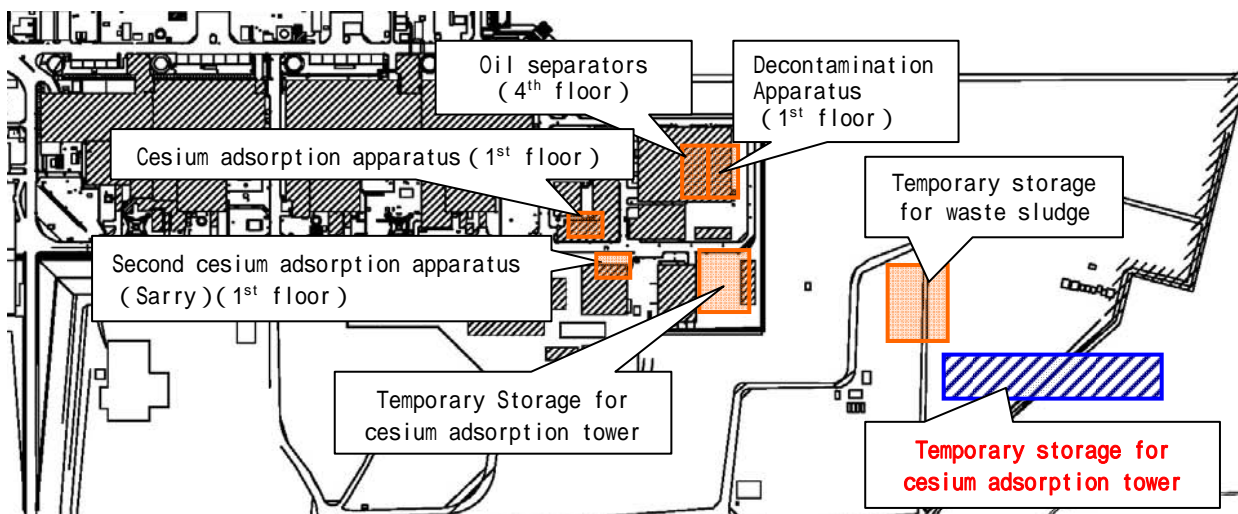 Oil separators
(4th floor)
Decontamination
Apparatus
(1st floor)
Cesium adsorption apparatus(1st floor)
Temporary storage
for waste sludge
Second cesium adsorption apparatus
(Sarry)(1st floor)
Temporary Storage for
cesium adsorption tower
Temporary storage for
cesium adsorption tower